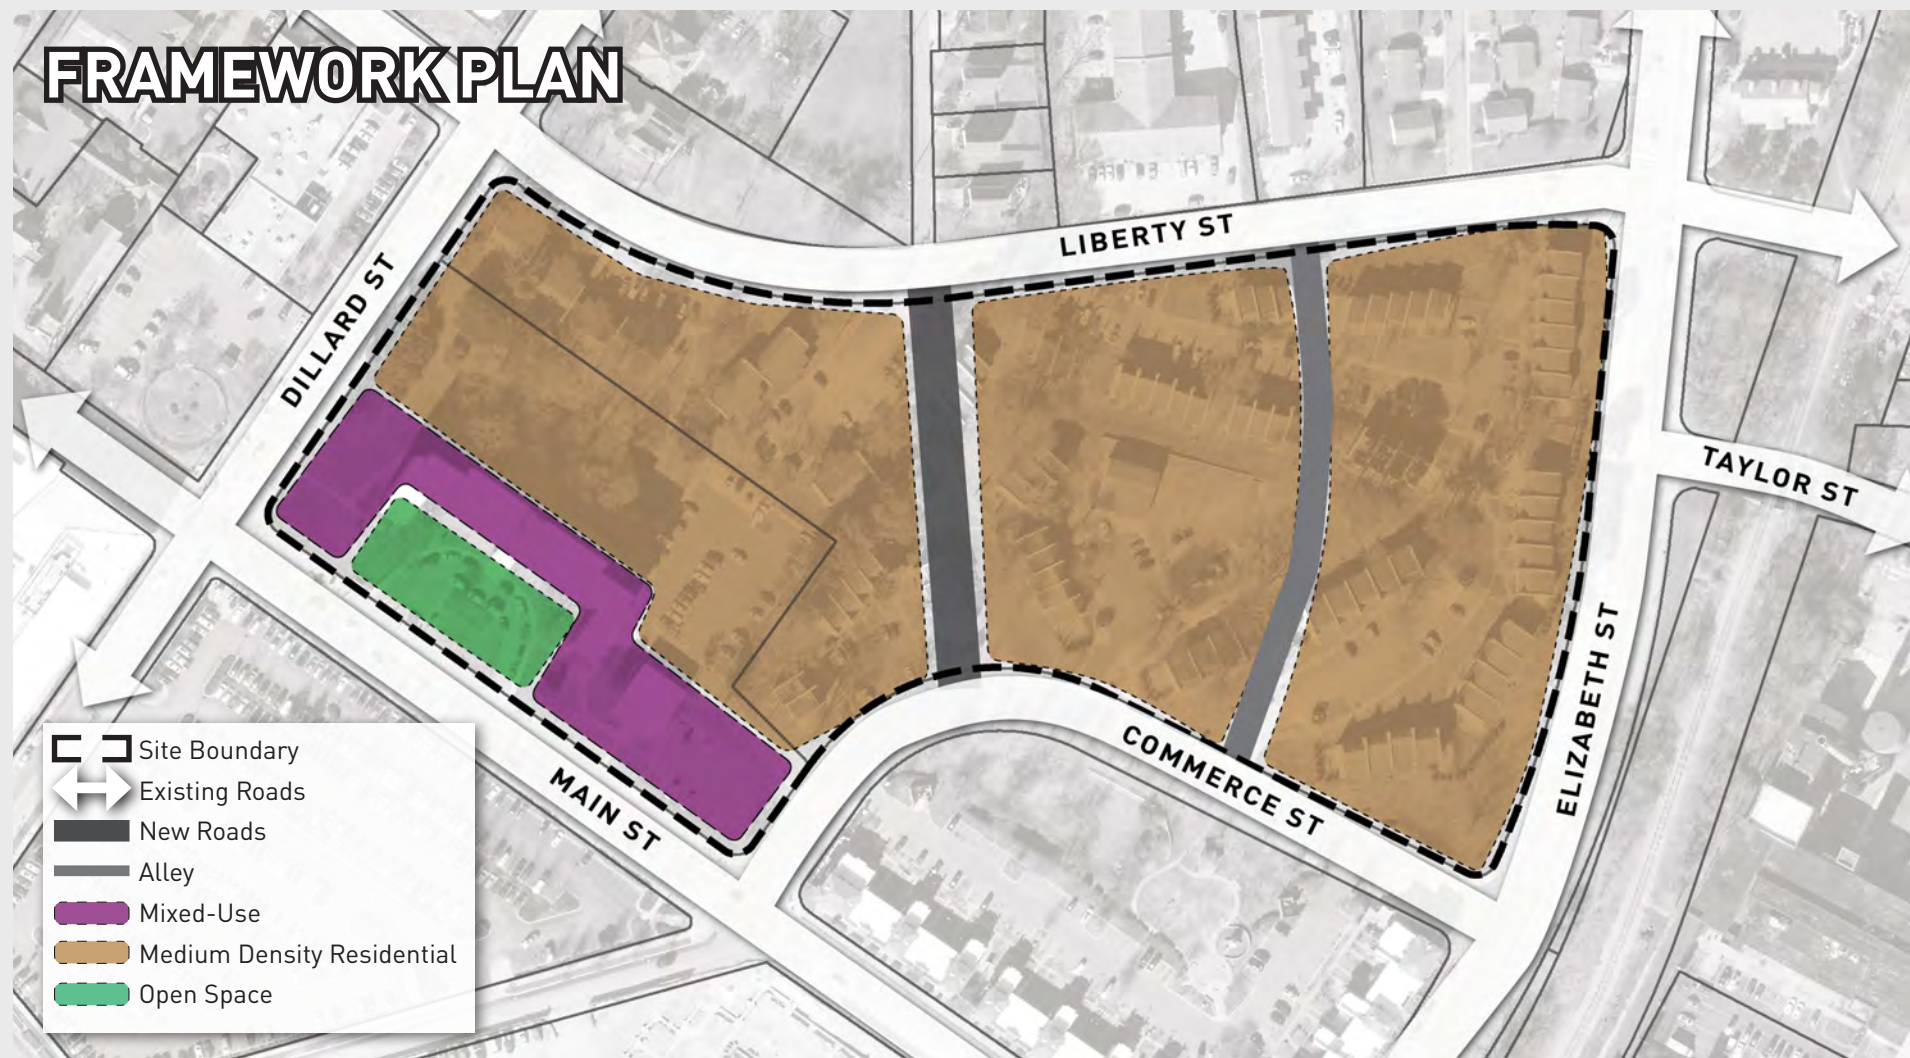 FRAMEWORK PLAN
LIBERTY ST
DILLARD ST
TAYLOR ST
ELIZABETH ST
COMMERCE ST
MAIN ST
Site Boundary
Existing Roads
New Roads
Alley
Mixed-Use
Medium Density Residential
Open Space